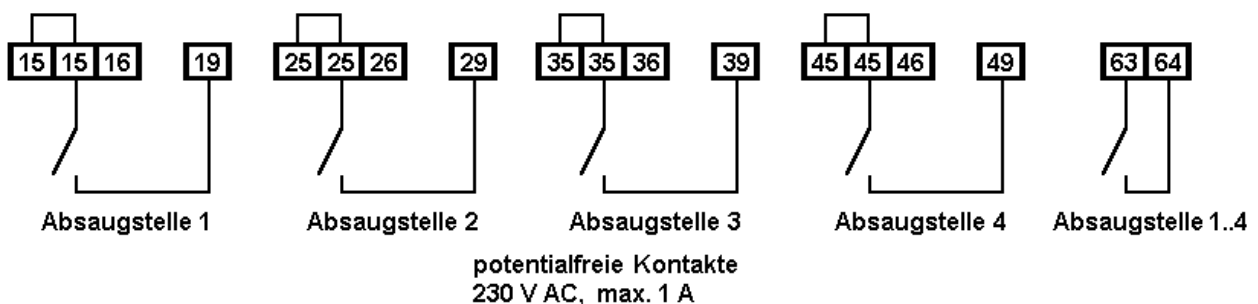 15 15 16 19 25 25 26 29 35 35 36 39 45 45 46 49 63 64
Absaugstelle 1 Absaugstelle 2 Absaugstelle 3 Absaugstelle 4 Absaugstelle 1..4
potentialfreie Kontakte
230 V AC, max. 1 A